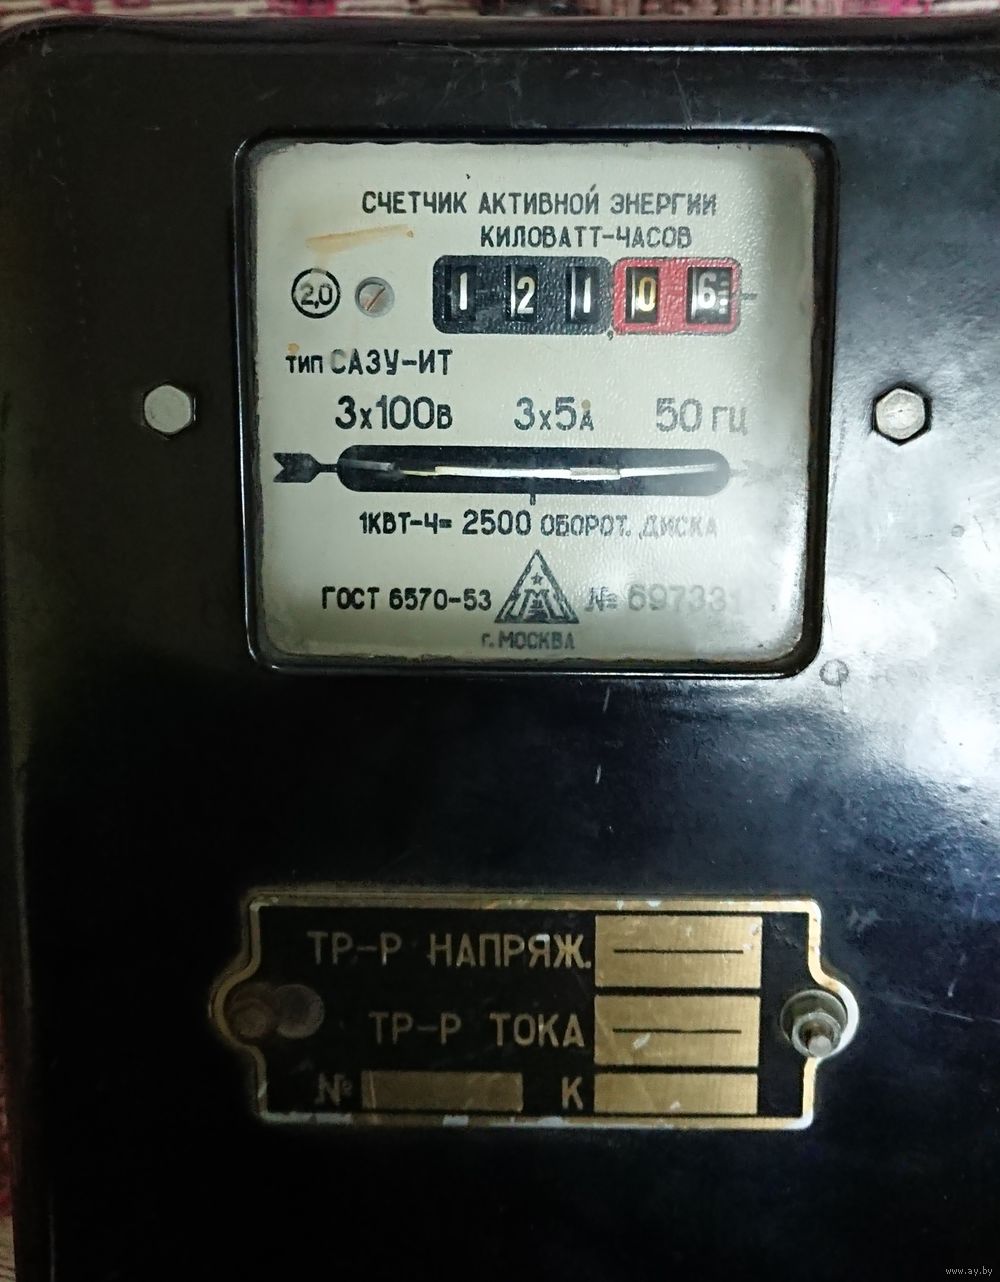 СЧЕТЧИК АКТИВНОЙ ЭНЕРГИИ
КИЛОВАТТ-ЧАСОВ
2,0
1 2 1, 0 6
тип САЗУ-ИТ
3х100в 3х5А 50 гц
1КВТ-Ч= 2500 ОБОРОТ. ДИСКА
ГОСТ 6570-53 № 697331
г. МОСКВА
ТР-Р НАПРЯЖ.
ТР-Р ТОКА
№ К
www.ay.by